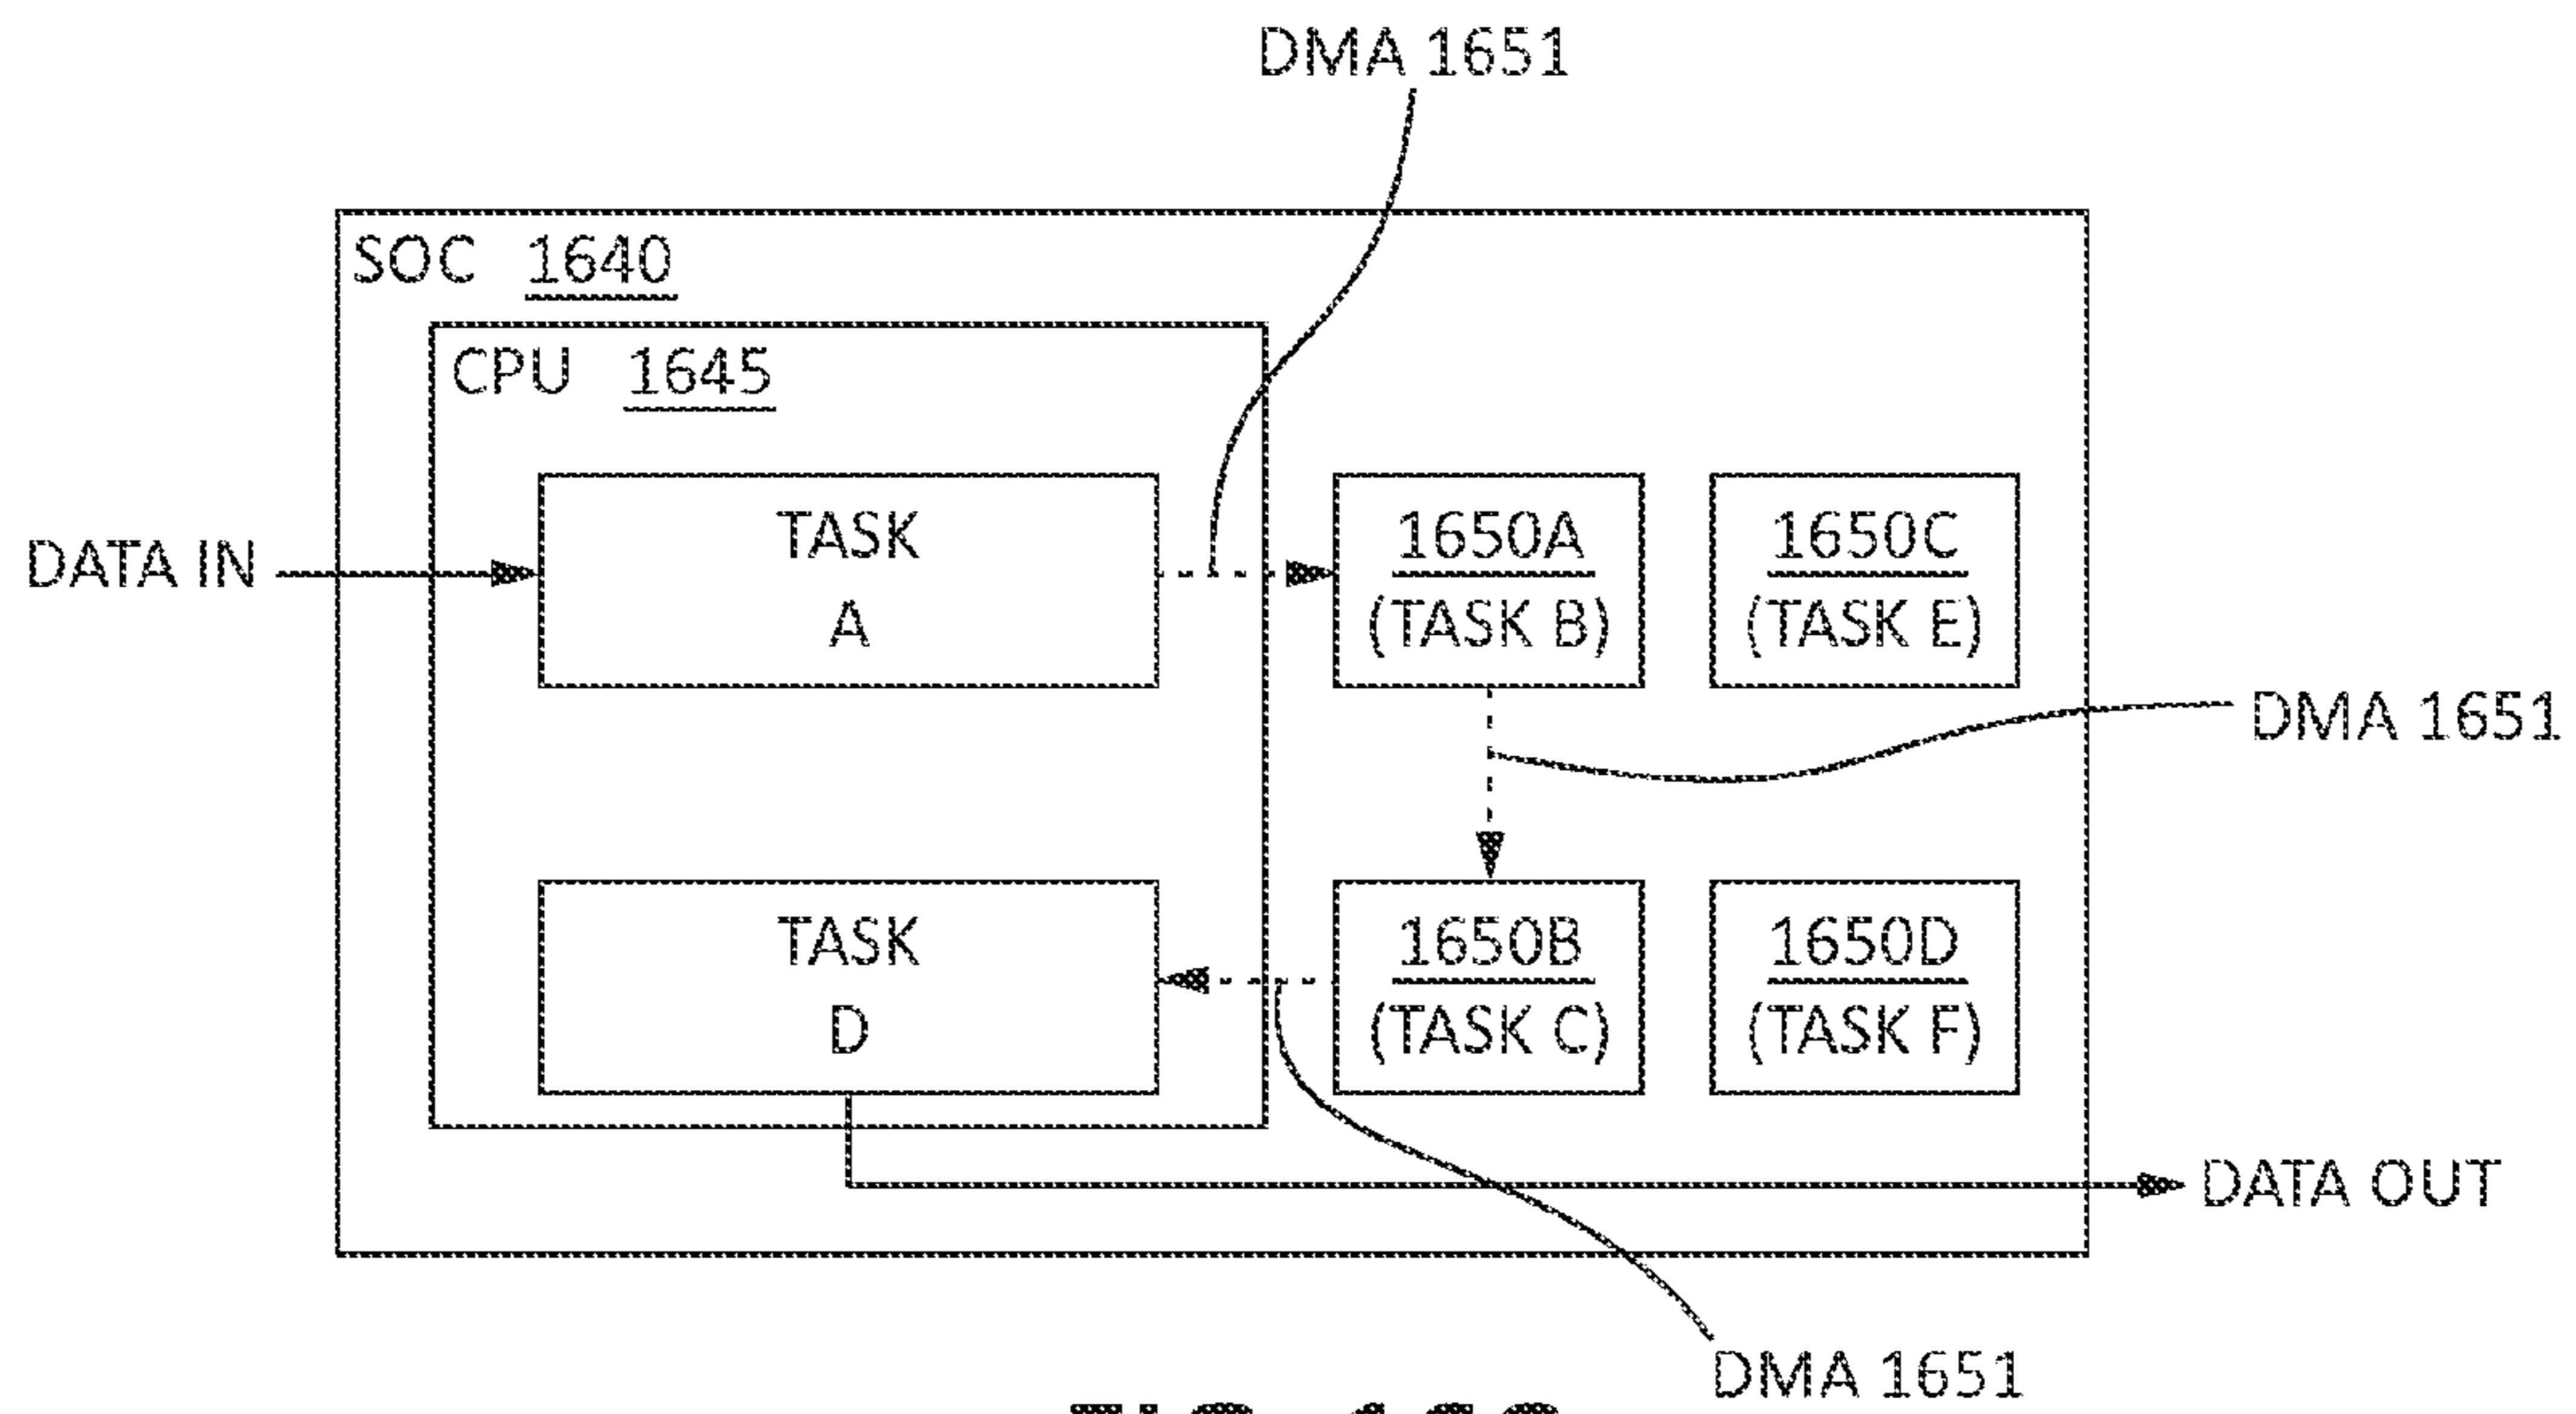 DMA 1651
SOC 1640
CPU 1645
DATA IN
TASK
A
1650A
(TASK B)
1650C
(TASK E)
DMA 1651
TASK
D
1650B
(TASK C)
1650D
(TASK F)
DATA OUT
DMA 1651